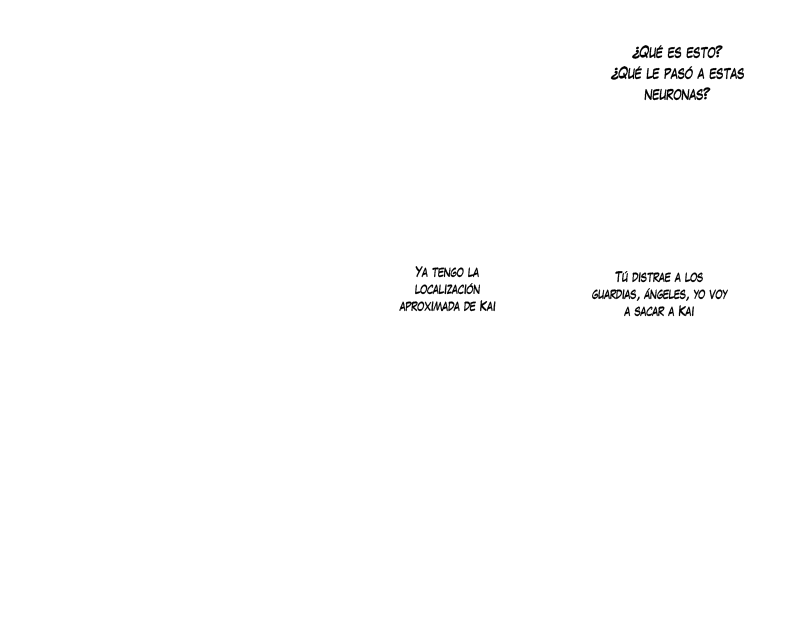 ¿Qué es esto?
¿Qué le pasó a estas
neuronas?
Ya tengo la
localización
aproximada de Kai
Tú distrae a los
guardias, ángeles, yo voy
a sacar a Kai